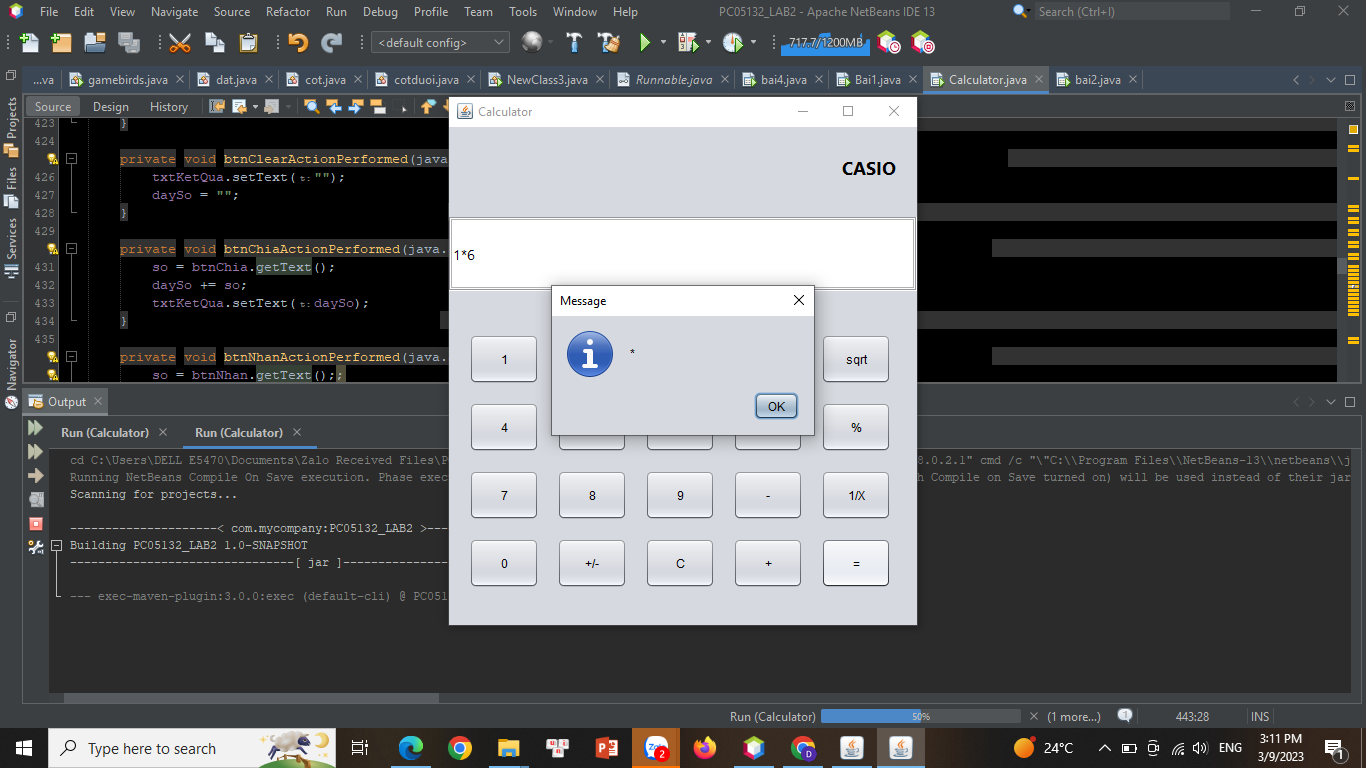 File Edit View Navigate Source Refactor Run Debug Profile Team Tools Window Help PC05132_LAB2 - Apache NetBeans IDE 13 Search (Ctrl+I)
<default config> 717.7/1200MB
...va gamebirds.java dat.java cot.java cotduoi.java NewClass3.java Runnable.java bai4.java Bai1.java Calculator.java bai2.java
Source Design History
Projects
Files
Services
Navigator
423 }
424
private void btnClearActionPerformed(java
426 txtKetQua.setText(t:"");
427 daySo = "";
428 }
429
private void btnChiaActionPerformed(java.
431 so = btnChia.getText();
432 daySo += so;
433 txtKetQua.setText(t:daySo);
434 }
435
private void btnNhanActionPerformed(java.
so = btnNhan.getText();;
Calculator
CASIO
1*6
Message
*
OK
1 sqrt
4 %
7 8 9 - 1/X
0 +/- C + =
Output
Run (Calculator) Run (Calculator)
cd C:\Users\DELL E5470\Documents\Zalo Received Files\P 8.0.2.1" cmd /c "\"C:\\Program Files\\NetBeans-13\\netbeans\\j
Running NetBeans Compile On Save execution. Phase exec h Compile on Save turned on) will be used instead of their jar
Scanning for projects...
---------------------< com.mycompany:PC05132_LAB2 >---
Building PC05132_LAB2 1.0-SNAPSHOT
--------------------------------[ jar ]---------------
--- exec-maven-plugin:3.0.0:exec (default-cli) @ PC051
Run (Calculator) 50% (1 more...) 1 443:28 INS
Type here to search 2 24°C ENG 3:11 PM
3/9/2023 1